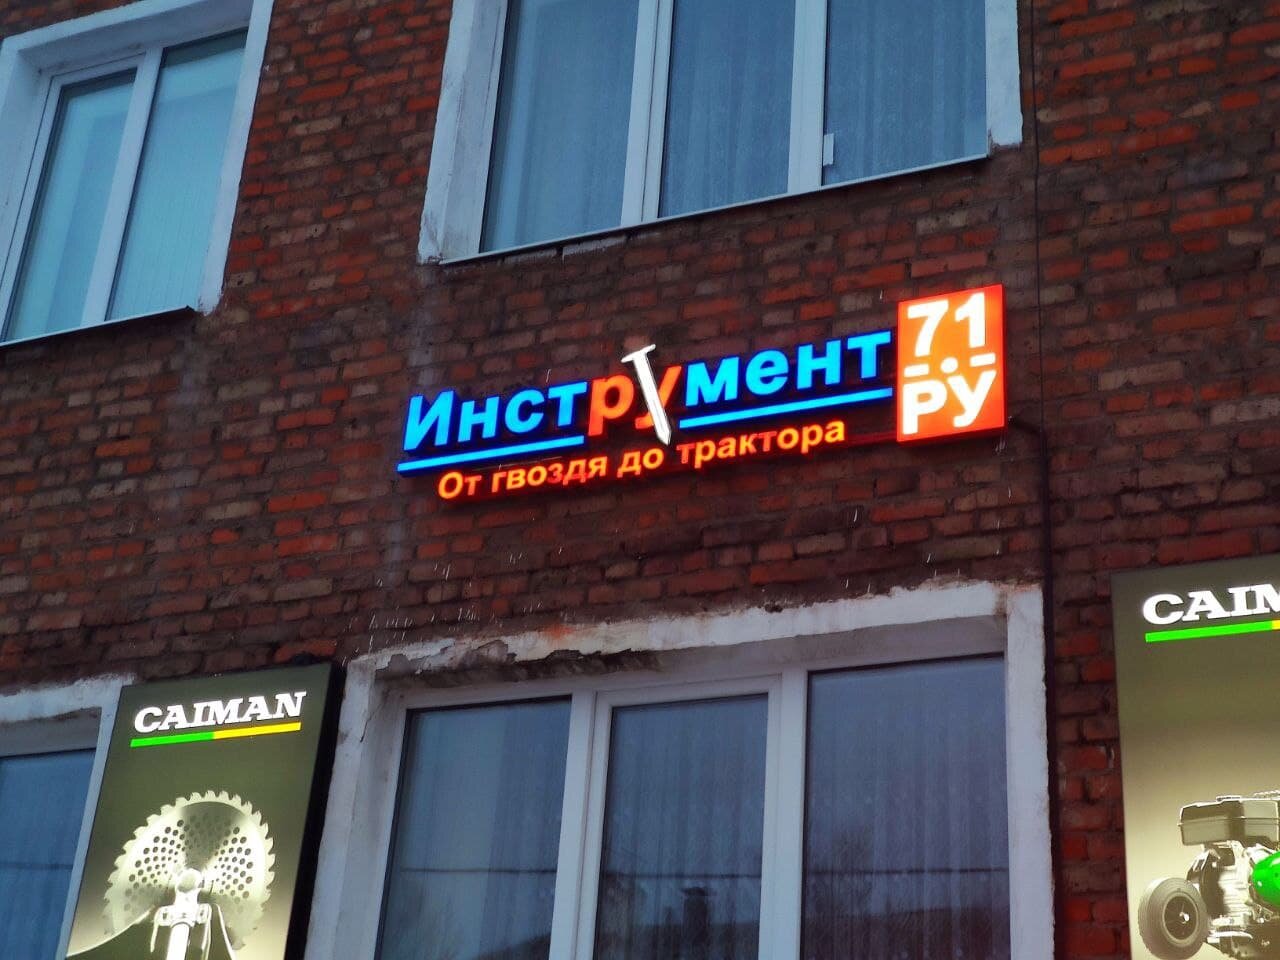 Инструмент
71
.РУ
От гвоздя до трактора
CAIMAN
CAIM